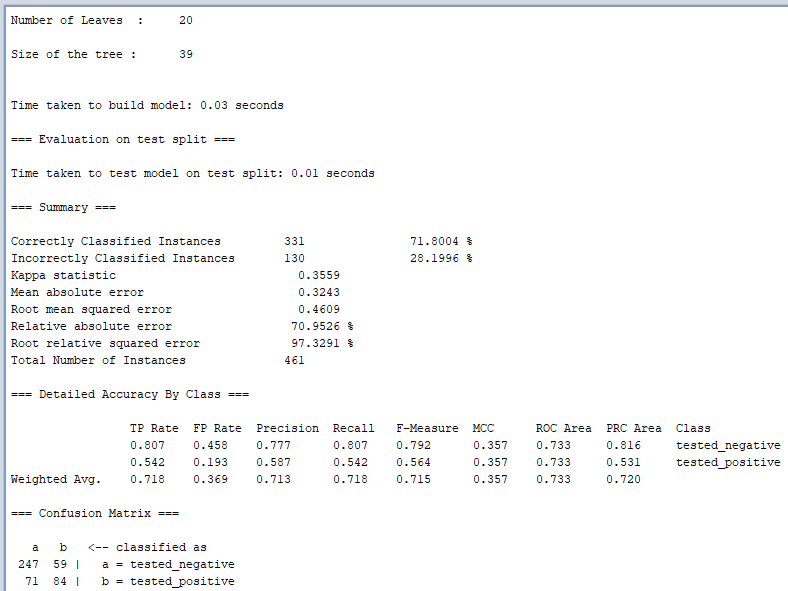 Number of Leaves  :     20
Size of the tree :      39
Time taken to build model: 0.03 seconds
=== Evaluation on test split ===
Time taken to test model on test split: 0.01 seconds
=== Summary ===
Correctly Classified Instances         331               71.8004 %
Incorrectly Classified Instances       130               28.1996 %
Kappa statistic                          0.3559
Mean absolute error                      0.3243
Root mean squared error                  0.4609
Relative absolute error                 70.9526 %
Root relative squared error             97.3291 %
Total Number of Instances              461
=== Detailed Accuracy By Class ===
                 TP Rate  FP Rate  Precision  Recall   F-Measure  MCC      ROC Area  PRC Area  Class
                 0.807    0.458    0.777      0.807    0.792      0.357    0.733     0.816     tested_negative
                 0.542    0.193    0.587      0.542    0.564      0.357    0.733     0.531     tested_positive
Weighted Avg.    0.718    0.369    0.713      0.718    0.715      0.357    0.733     0.720
=== Confusion Matrix ===
   a   b   <-- classified as
 247  59 |   a = tested_negative
  71  84 |   b = tested_positive